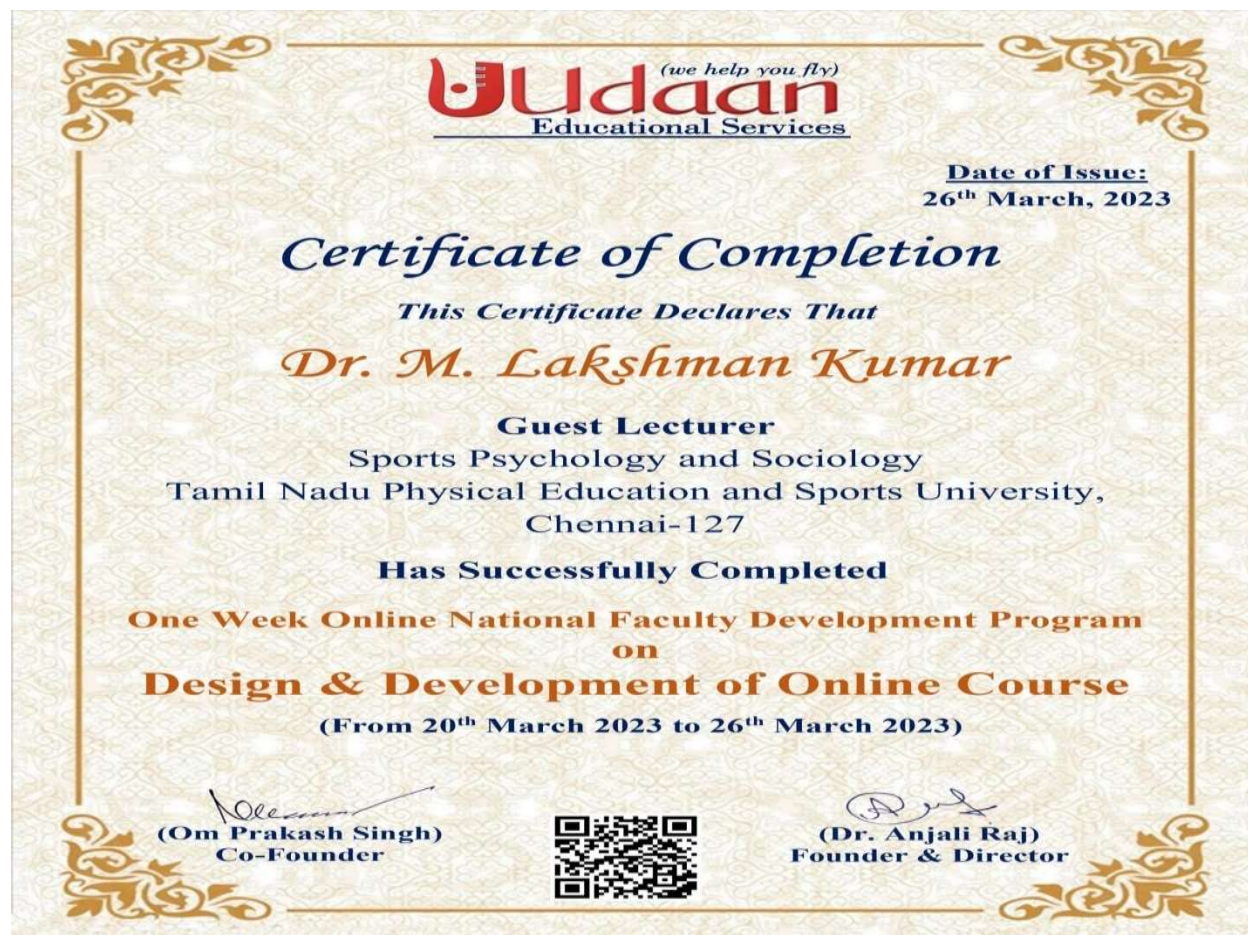 (we help you fly)
Udaan
Educational Services
Date of Issue:
26th March, 2023
Certificate of Completion
This Certificate Declares That
Dr. M. Lakshman Kumar
Guest Lecturer
Sports Psychology and Sociology
Tamil Nadu Physical Education and Sports University,
Chennai-127
Has Successfully Completed
One Week Online National Faculty Development Program
on
Design & Development of Online Course
(From 20th March 2023 to 26th March 2023)
(Om Prakash Singh)
Co-Founder
(Dr. Anjali Raj)
Founder & Director